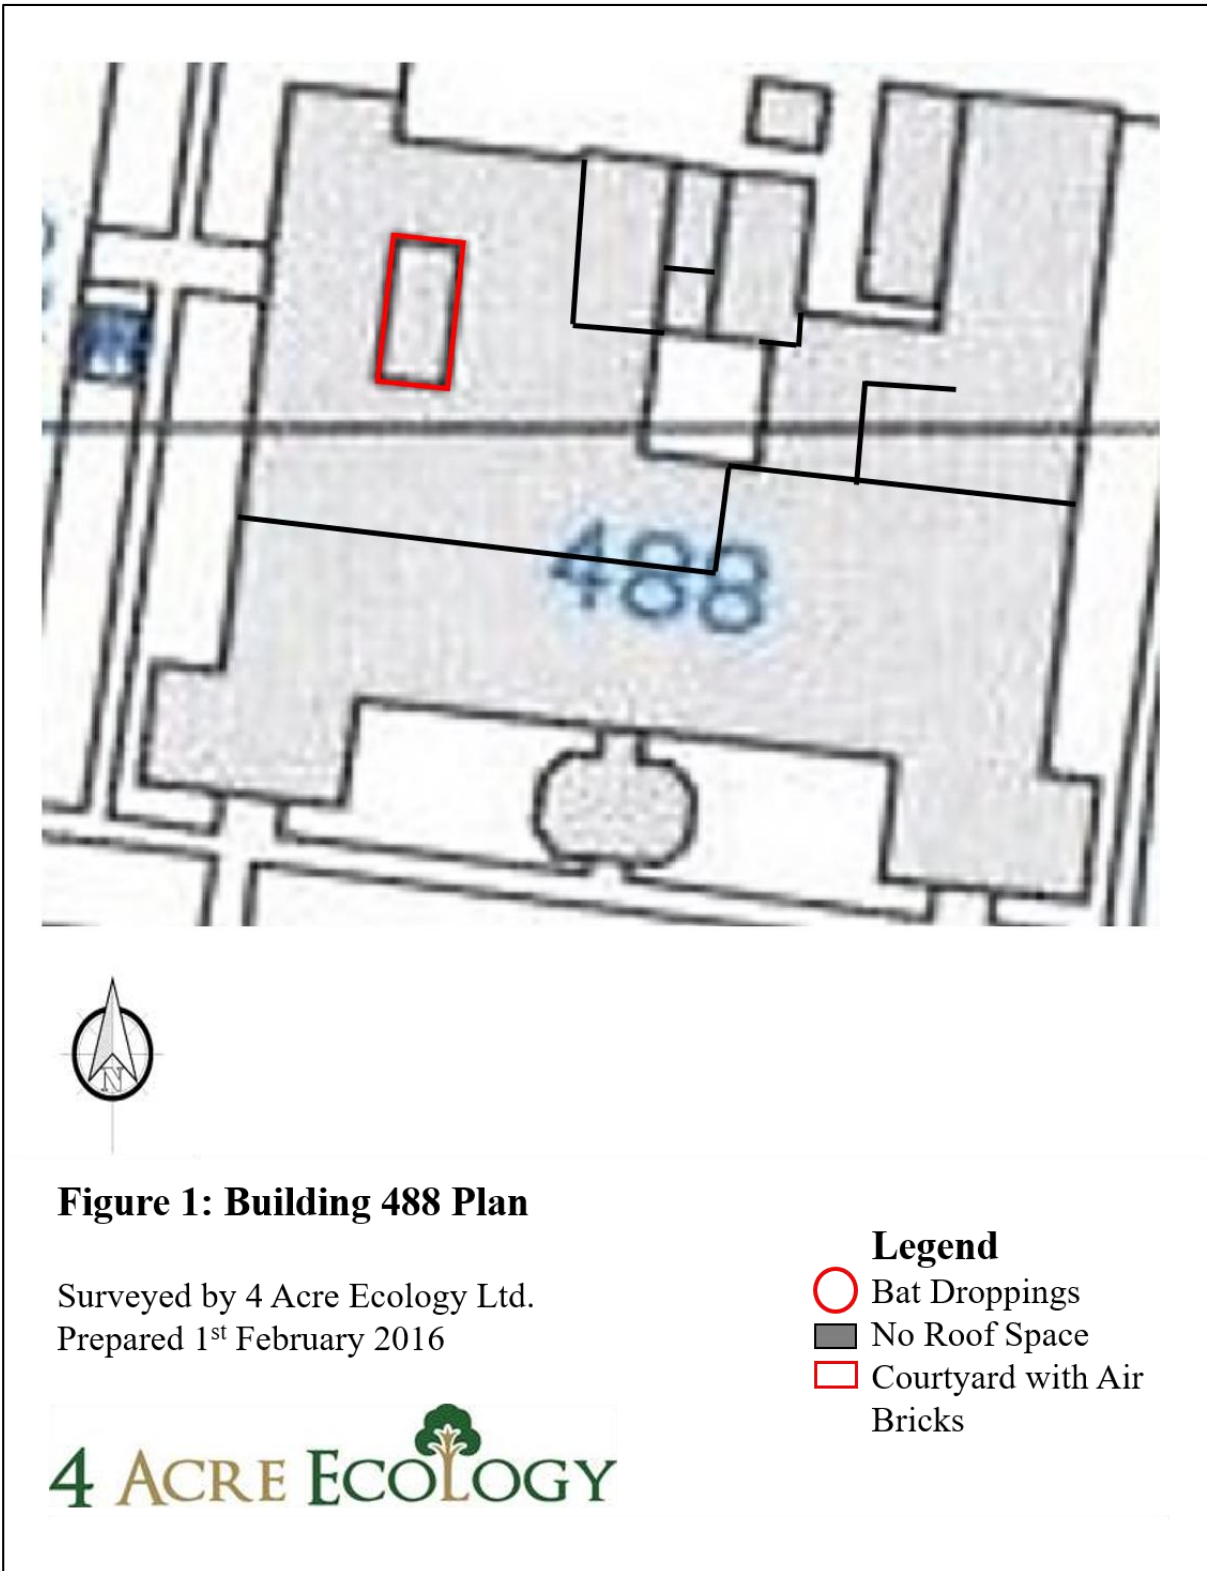 488
N
Figure 1: Building 488 Plan
Surveyed by 4 Acre Ecology Ltd.
Prepared 1st February 2016
Legend
Bat Droppings
No Roof Space
Courtyard with Air
Bricks
4 ACRE ECOLOGY